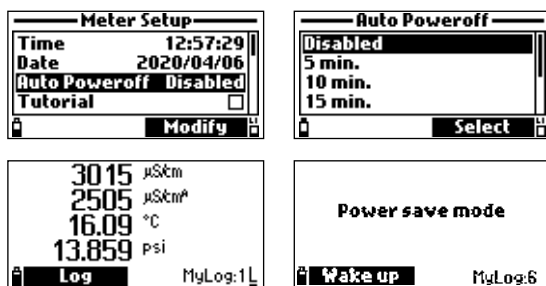 Meter Setup
Time 12:57:29
Date 2020/04/06
Auto Poweroff Disabled
Tutorial
Modify
Auto Poweroff
Disabled
5 min.
10 min.
15 min.
Select
3015 µS/cm
2505 µS/cmᴬ
16.09 °C
13.859 psi
Log MyLog:1
Power save mode
Wake up MyLog:6